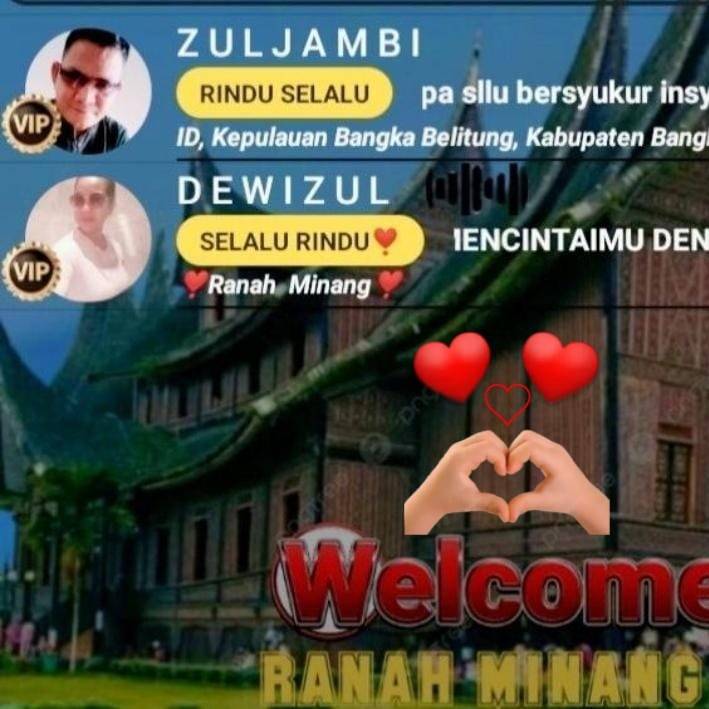 ZULJAMBI
VIP
RINDU SELALU
pa sllu bersyukur insy
ID, Kepulauan Bangka Belitung, Kabupaten Bang
DEWIZUL
VIP
SELALU RINDU❤️
IENCINTAIMU DEN
❤️Ranah Minang❤️
Welcome
RANAH MINANG